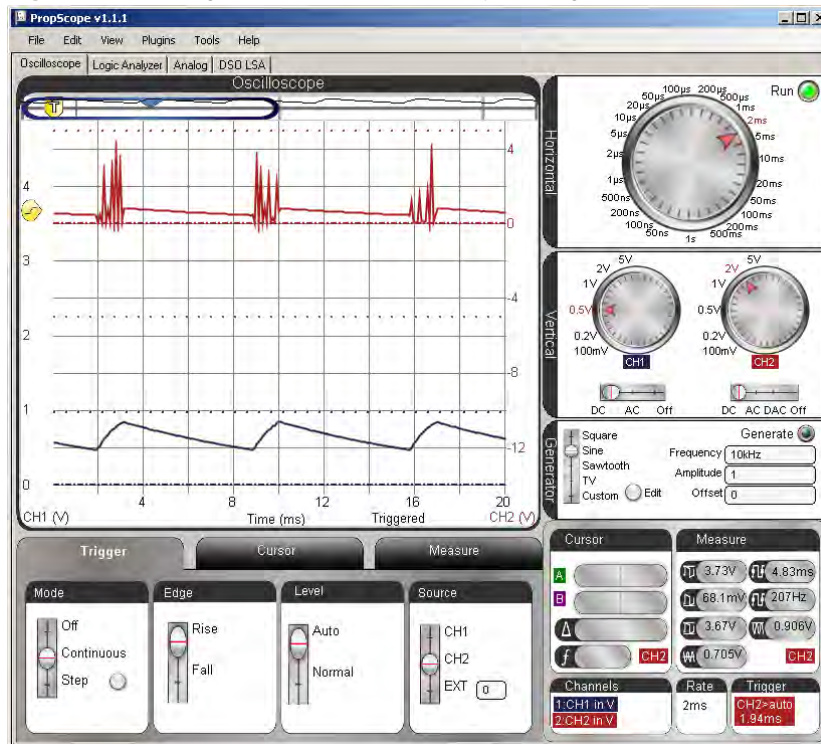 PropScope v1.1.1
File Edit View Plugins Tools Help
Oscilloscope Logic Analyzer Analog DSO LSA
Oscilloscope
T
4
3
2
1
0
4
0
-4
-8
-12
4 8 12 16 20
CH1 (V) Time (ms) Triggered CH2 (V)
Horizontal
Run
50ns 100ns 200ns 500ns 1µs 2µs 5µs 10µs 20µs 50µs 100µs 200µs 500µs 1ms 2ms 5ms 10ms 20ms 50ms 100ms 200ms 500ms 1s
Vertical
100mV 0.2V 0.5V 1V 2V 5V
CH1
DC AC Off
100mV 0.2V 0.5V 1V 2V 5V
CH2
DC AC DAC Off
Generator
Square
Sine
Sawtooth
TV
Custom Edit
Generate
Frequency 10kHz
Amplitude 1
Offset 0
Trigger Cursor Measure
Mode
Off
Continuous
Step
Edge
Rise
Fall
Level
Auto
Normal
Source
CH1
CH2
EXT 0
Cursor
A
B
Δ
f CH2
Measure
3.73V 4.83ms
68.1mV 207Hz
3.67V 0.906V
0.705V CH2
Channels
1:CH1 in V
2:CH2 in V
Rate
2ms
Trigger
CH2>auto
1.94ms